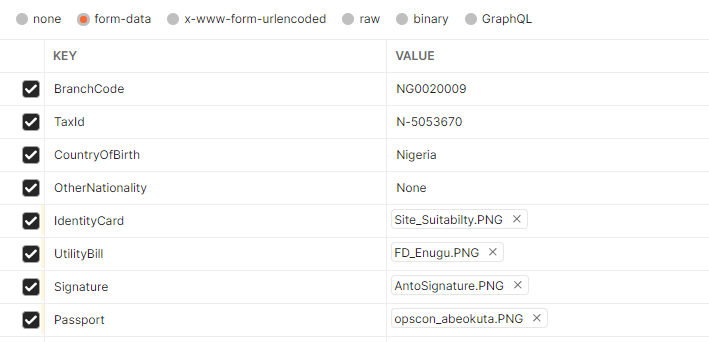 none form-data x-www-form-urlencoded raw binary GraphQL
KEY VALUE
BranchCode NG0020009
TaxId N-5053670
CountryOfBirth Nigeria
OtherNationality None
IdentityCard Site_Suitabilty.PNG ×
UtilityBill FD_Enugu.PNG ×
Signature AntoSignature.PNG ×
Passport opscon_abeokuta.PNG ×